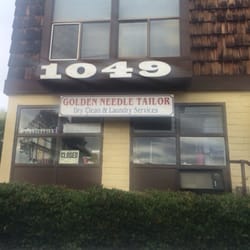 1049
GOLDEN NEEDLE TAILOR
Dry Clean & Laundry Services
CLOSED